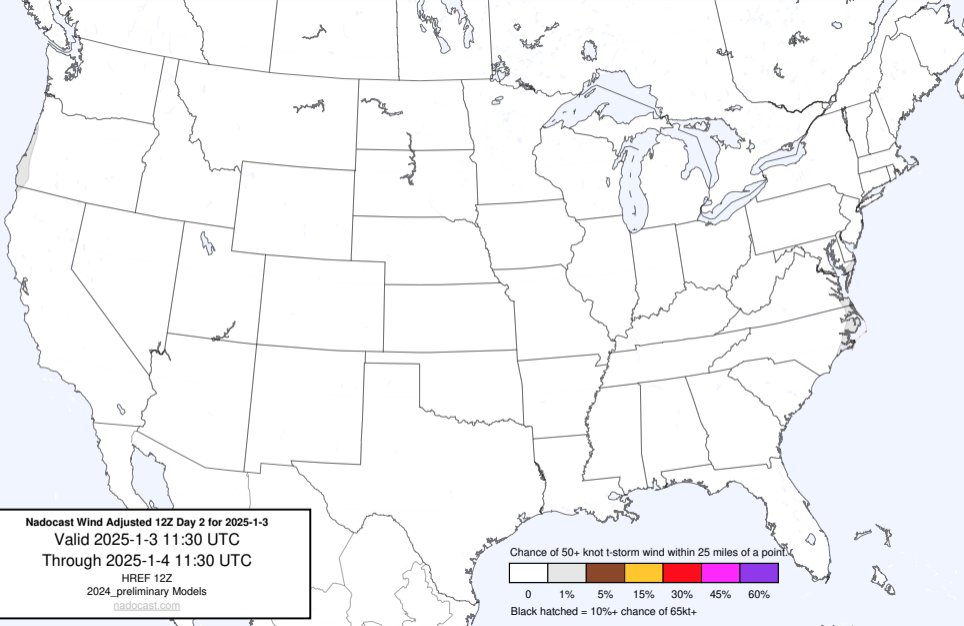 Nadocast Wind Adjusted 12Z Day 2 for 2025-1-3
Valid 2025-1-3 11:30 UTC
Through 2025-1-4 11:30 UTC
HREF 12Z
2024_preliminary Models
nadocast.com
Chance of 50+ knot t-storm wind within 25 miles of a point.
0 1% 5% 15% 30% 45% 60%
Black hatched = 10%+ chance of 65kt+